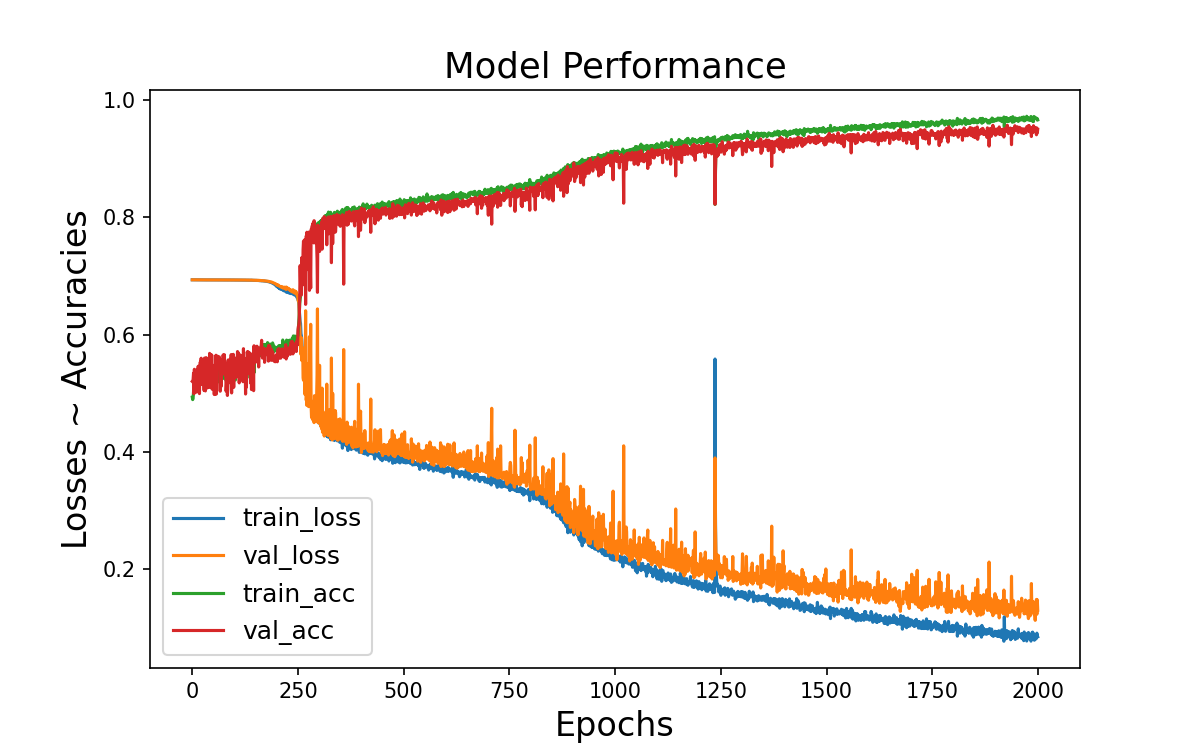 Model Performance
1.0
0.8
0.6
0.4
0.2
Losses ~ Accuracies
train_loss
val_loss
train_acc
val_acc
0 250 500 750 1000 1250 1500 1750 2000
Epochs